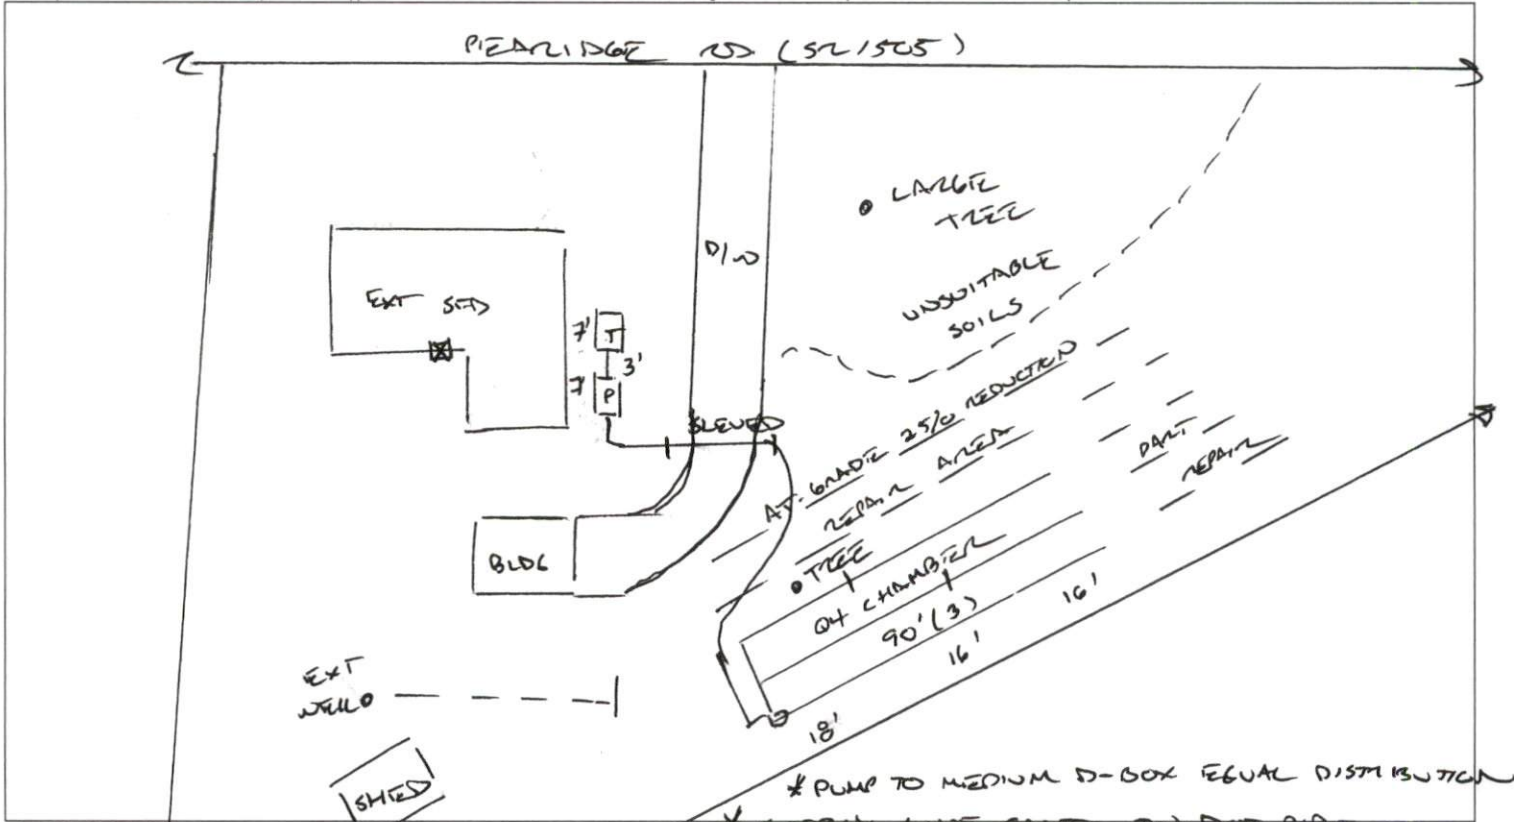 PEARIDGE RD (SR 1505)
LARGE
TREE
D/W
UNSUITABLE
SOILS
EXT SFD
7' T
3'
7' P
SLEVED
AT-GRADE 25% REDUCTION
REPAIR AREA
PART
REPAIR
TREE
BLDG
Q4 CHAMBER
90' (3)
16'
16'
EXT
WELL
18'
SHED
* PUMP TO MEDIUM D-BOX EQUAL DISTRIBUTION